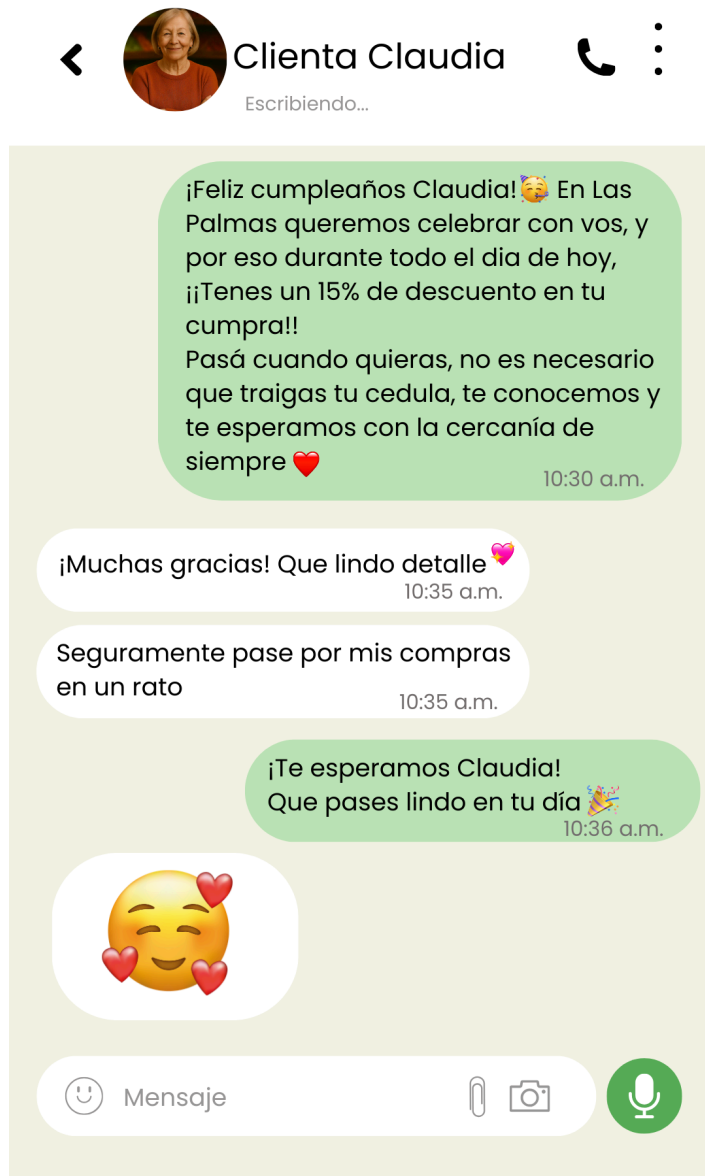 Clienta Claudia
Escribiendo...
¡Feliz cumpleaños Claudia!🥳 En Las
Palmas queremos celebrar con vos, y
por eso durante todo el dia de hoy,
¡¡Tenes un 15% de descuento en tu
cumpra!!
Pasá cuando quieras, no es necesario
que traigas tu cedula, te conocemos y
te esperamos con la cercanía de
siempre ❤️
10:30 a.m.
¡Muchas gracias! Que lindo detalle💖
10:35 a.m.
Seguramente pase por mis compras
en un rato
10:35 a.m.
¡Te esperamos Claudia!
Que pases lindo en tu día 🎉
10:36 a.m.
Mensaje